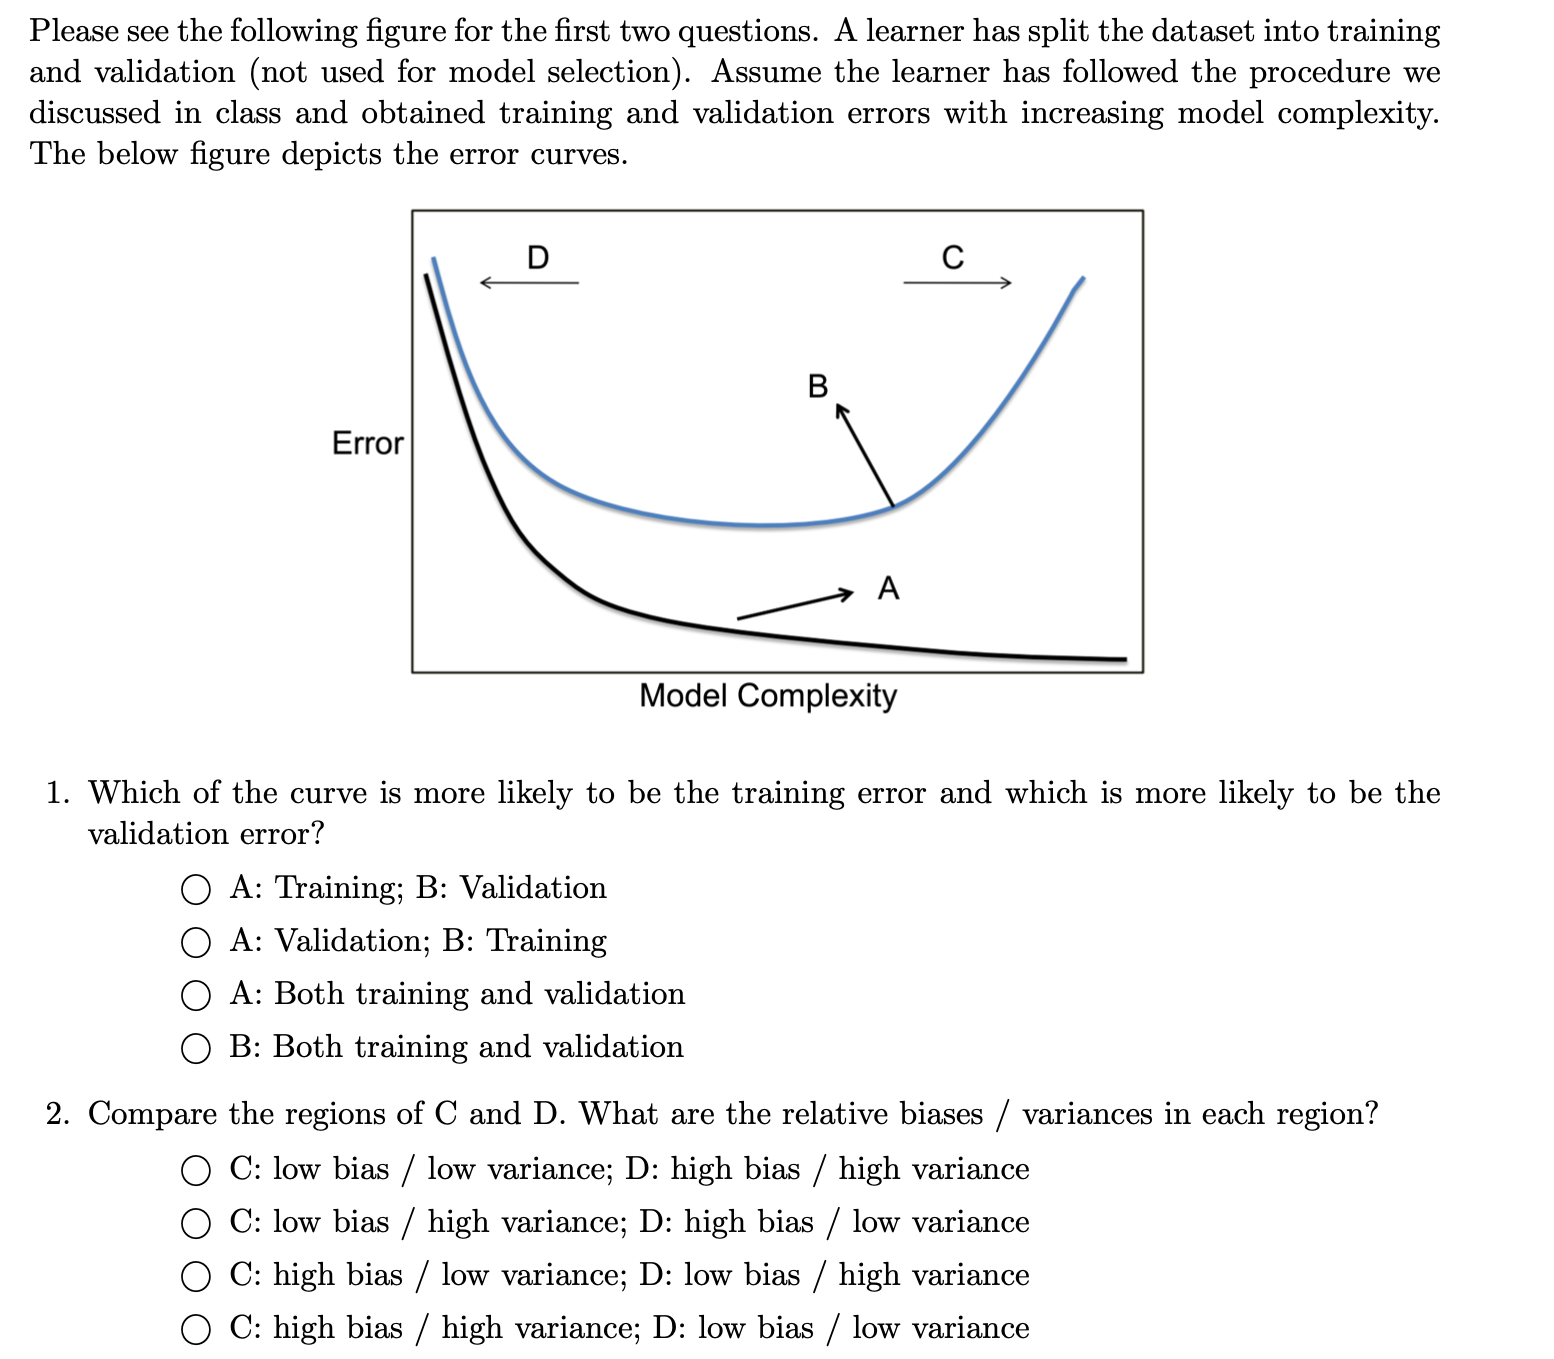 Please see the following figure for the first two questions. A learner has split the dataset into training
and validation (not used for model selection). Assume the learner has followed the procedure we
discussed in class and obtained training and validation errors with increasing model complexity.
The below figure depicts the error curves.
D
C
B
Error
A
Model Complexity
1. Which of the curve is more likely to be the training error and which is more likely to be the
validation error?
A: Training; B: Validation
A: Validation; B: Training
A: Both training and validation
B: Both training and validation
2. Compare the regions of C and D. What are the relative biases / variances in each region?
C: low bias / low variance; D: high bias / high variance
C: low bias / high variance; D: high bias / low variance
C: high bias / low variance; D: low bias / high variance
C: high bias / high variance; D: low bias / low variance